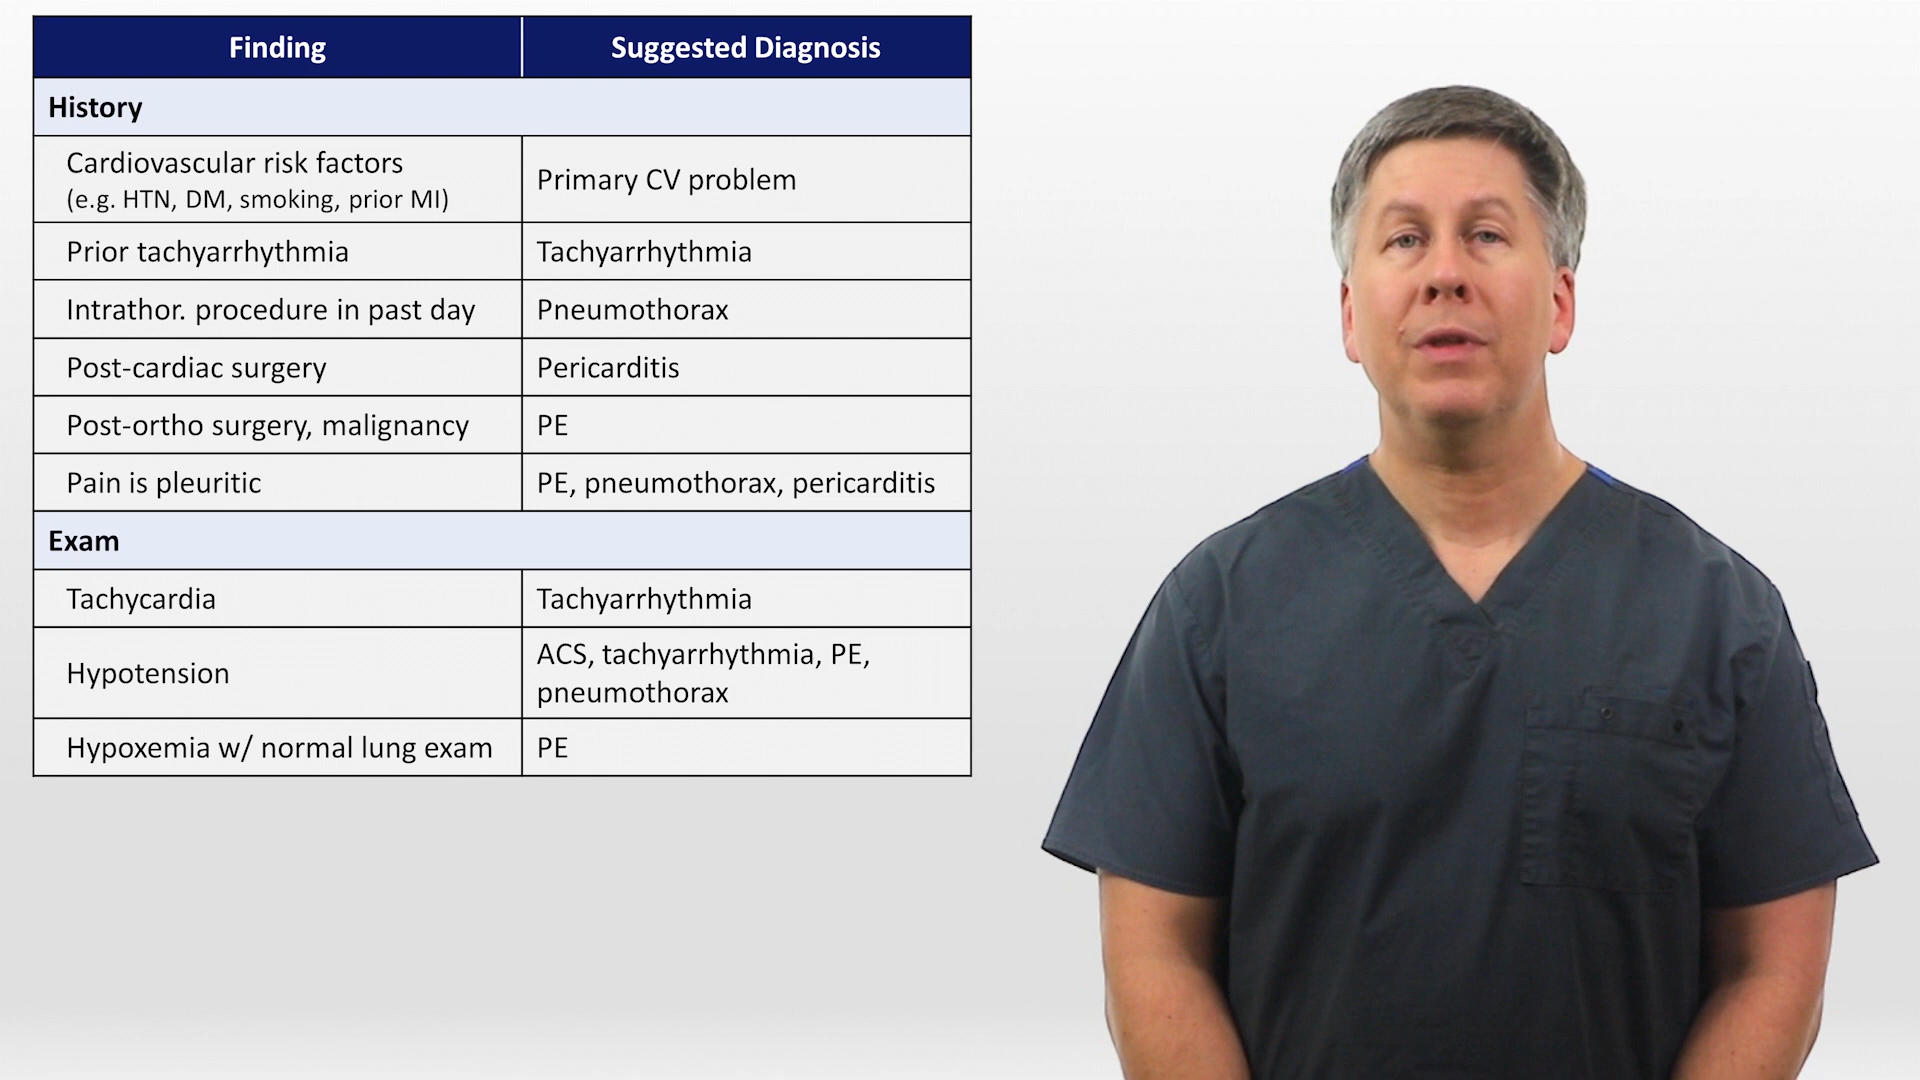 Finding Suggested Diagnosis
History
Cardiovascular risk factors
(e.g. HTN, DM, smoking, prior MI) Primary CV problem
Prior tachyarrhythmia Tachyarrhythmia
Intrathor. procedure in past day Pneumothorax
Post-cardiac surgery Pericarditis
Post-ortho surgery, malignancy PE
Pain is pleuritic PE, pneumothorax, pericarditis
Exam
Tachycardia Tachyarrhythmia
Hypotension ACS, tachyarrhythmia, PE,
pneumothorax
Hypoxemia w/ normal lung exam PE